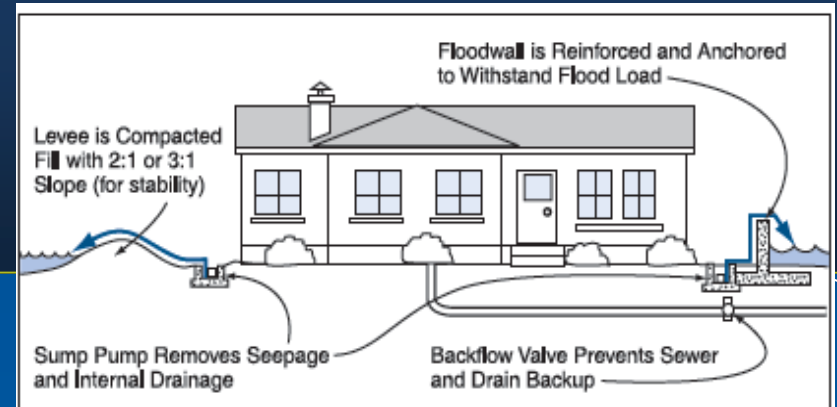 Floodwall is Reinforced and Anchored
to Withstand Flood Load
Levee is Compacted
Fill with 2:1 or 3:1
Slope (for stability)
Sump Pump Removes Seepage
and Internal Drainage
Backflow Valve Prevents Sewer
and Drain Backup